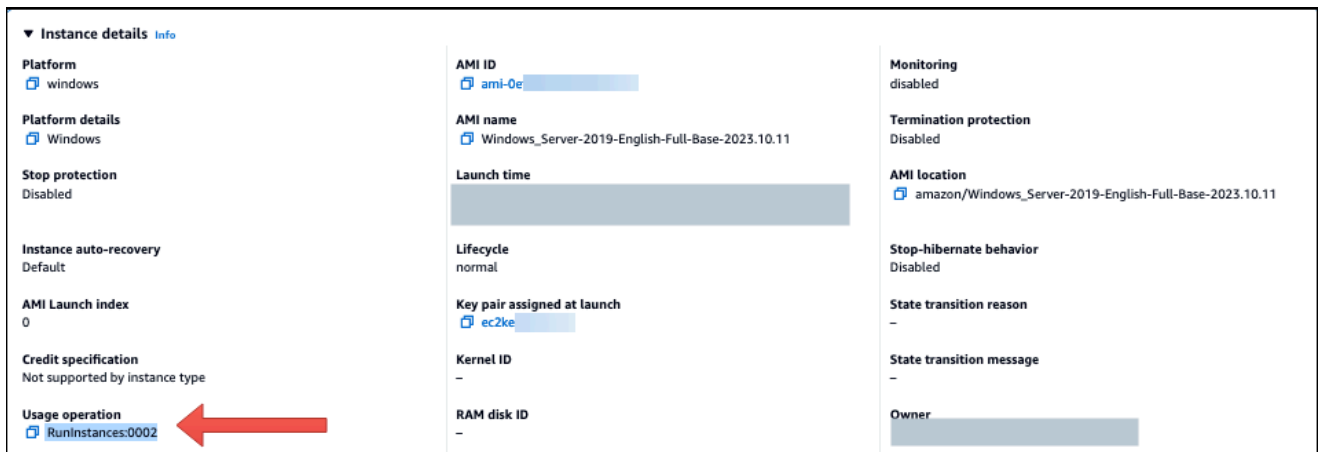 Instance details Info
Platform
windows
Platform details
Windows
Stop protection
Disabled
Instance auto-recovery
Default
AMI Launch index
0
Credit specification
Not supported by instance type
Usage operation
RunInstances:0002
AMI ID
ami-0e
AMI name
Windows_Server-2019-English-Full-Base-2023.10.11
Launch time
Lifecycle
normal
Key pair assigned at launch
ec2ke
Kernel ID
–
RAM disk ID
–
Monitoring
disabled
Termination protection
Disabled
AMI location
amazon/Windows_Server-2019-English-Full-Base-2023.10.11
Stop-hibernate behavior
Disabled
State transition reason
–
State transition message
–
Owner